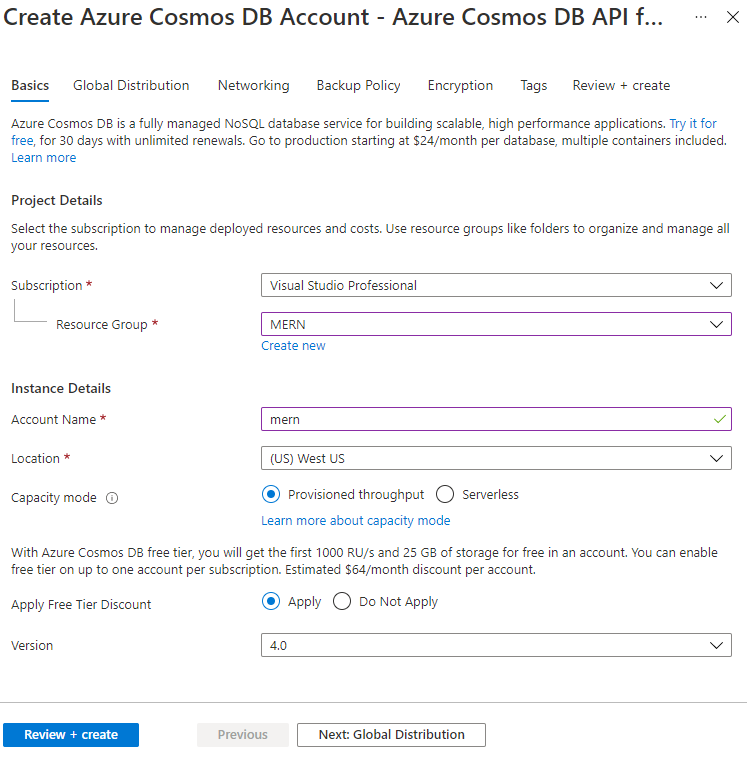 Create Azure Cosmos DB Account - Azure Cosmos DB API f...
Basics Global Distribution Networking Backup Policy Encryption Tags Review + create
Azure Cosmos DB is a fully managed NoSQL database service for building scalable, high performance applications. Try it for
free, for 30 days with unlimited renewals. Go to production starting at $24/month per database, multiple containers included.
Learn more
Project Details
Select the subscription to manage deployed resources and costs. Use resource groups like folders to organize and manage all
your resources.
Subscription * Visual Studio Professional
Resource Group * MERN
Create new
Instance Details
Account Name * mern
Location * (US) West US
Capacity mode Provisioned throughput Serverless
Learn more about capacity mode
With Azure Cosmos DB free tier, you will get the first 1000 RU/s and 25 GB of storage for free in an account. You can enable
free tier on up to one account per subscription. Estimated $64/month discount per account.
Apply Free Tier Discount Apply Do Not Apply
Version 4.0
Review + create Previous Next: Global Distribution